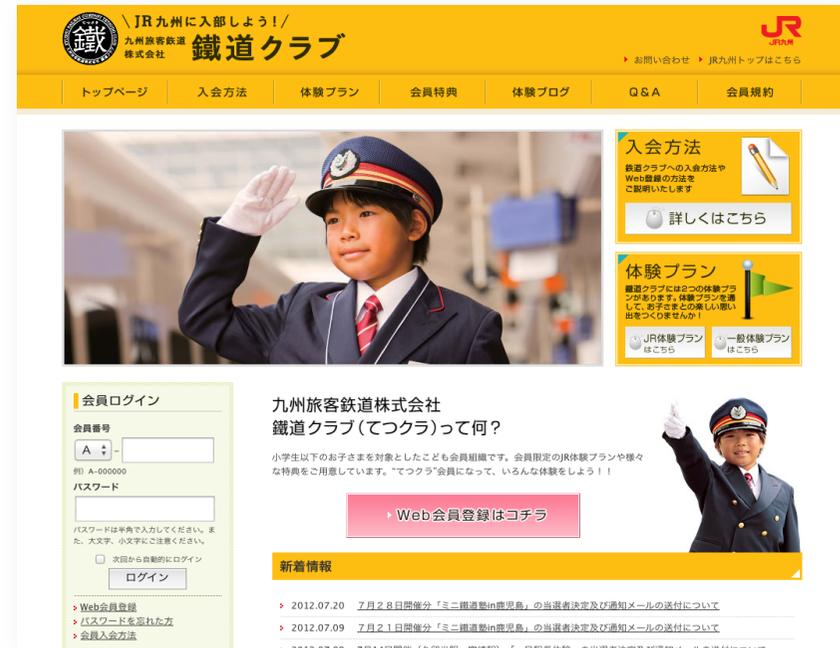 JR九州に入部しよう!
九州旅客鉄道
株式会社
鐵道クラブ
鐵
JR
JR九州
お問い合わせ
JR九州トップはこちら
トップページ
入会方法
体験プラン
会員特典
体験ブログ
Q&A
会員規約
入会方法
鉄道クラブへの入会方法や
Web登録の方法を
ご説明いたします
詳しくはこちら
体験プラン
鐵道クラブには2つの体験プラ
ンがあります。体験プランを通
して、お子さまとの楽しい思い
出をつくりませんか!
JR体験プラン
はこちら
一般体験プラン
はこちら
会員ログイン
会員番号
A
-
例) A-000000
パスワード
パスワードは半角で入力してください。ま
た、大文字、小文字にご注意ください。
次回から自動的にログイン
ログイン
Web会員登録
パスワードを忘れた方
会員入会方法
九州旅客鉄道株式会社
鐵道クラブ(てつクラ)って何?
小学生以下のお子さまを対象としたこども会員組織です。会員限定のJR体験プランや様々
な特典をご用意しています。"てつクラ"会員になって、いろんな体験をしよう!!
Web会員登録はコチラ
新着情報
2012.07.20 7月28日開催分「ミニ鐵道塾in鹿児島」の当選者決定及び通知メールの送付について
2012.07.09 7月21日開催分「ミニ鐵道塾in鹿児島」の当選者決定及び通知メールの送付について